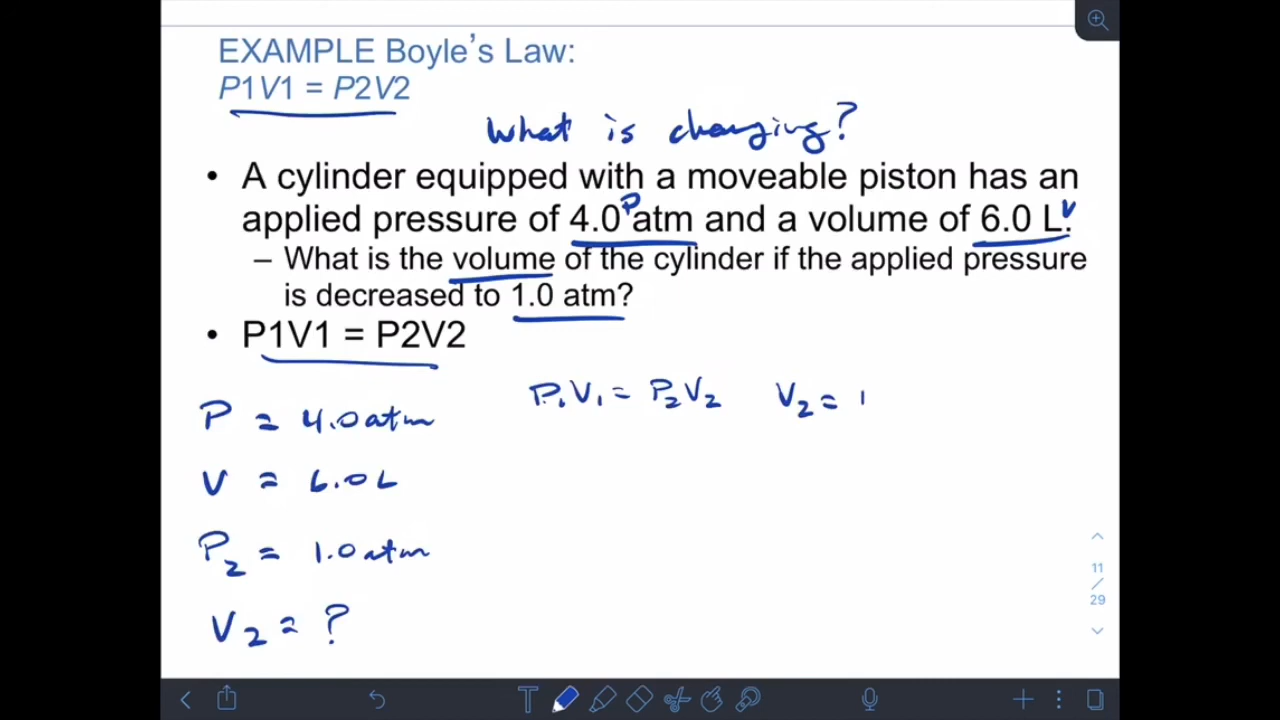 EXAMPLE Boyle's Law:
P1V1 = P2V2
What is changing?
• A cylinder equipped with a moveable piston has an
P V
applied pressure of 4.0 atm and a volume of 6.0 L.
– What is the volume of the cylinder if the applied pressure
is decreased to 1.0 atm?
• P1V1 = P2V2
P₁V₁ = P₂V₂ V₂ =
P = 4.0 atm
V = 6.0 L
P₂ = 1.0 atm
V₂ = ?
11
/
29